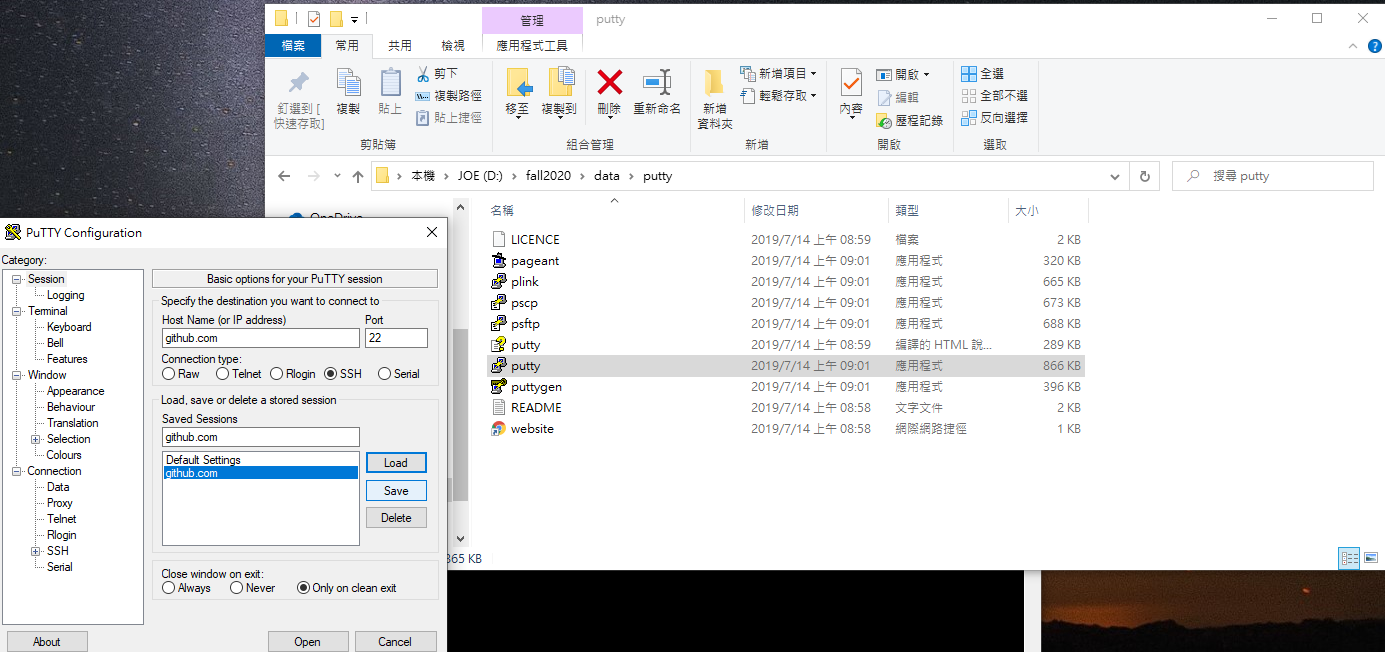 管理
putty
檔案
常用
共用
檢視
應用程式工具
釘選到 [
快速存取]
複製
貼上
剪下
複製路徑
貼上捷徑
剪貼簿
移至
複製到
刪除
重新命名
組合管理
新增
資料夾
新增項目
輕鬆存取
新增
內容
開啟
編輯
歷程記錄
開啟
全選
全部不選
反向選擇
選取
本機 › JOE (D:) › fall2020 › data › putty
搜尋 putty
OneDrive
名稱 修改日期 類型 大小
LICENCE 2019/7/14 上午 08:59 檔案 2 KB
pageant 2019/7/14 上午 09:01 應用程式 320 KB
plink 2019/7/14 上午 09:01 應用程式 665 KB
pscp 2019/7/14 上午 09:01 應用程式 673 KB
psftp 2019/7/14 上午 09:01 應用程式 688 KB
putty 2019/7/14 上午 08:59 編譯的 HTML 說... 289 KB
putty 2019/7/14 上午 09:01 應用程式 866 KB
puttygen 2019/7/14 上午 09:01 應用程式 396 KB
README 2019/7/14 上午 08:58 文字文件 2 KB
website 2019/7/14 上午 08:58 網際網路捷徑 1 KB
PuTTY Configuration
Category:
Session
Logging
Terminal
Keyboard
Bell
Features
Window
Appearance
Behaviour
Translation
Selection
Colours
Connection
Data
Proxy
Telnet
Rlogin
SSH
Serial
About
Basic options for your PuTTY session
Specify the destination you want to connect to
Host Name (or IP address) Port
github.com 22
Connection type:
Raw Telnet Rlogin SSH Serial
Load, save or delete a stored session
Saved Sessions
github.com
Default Settings
github.com
Load
Save
Delete
Close window on exit:
Always Never Only on clean exit
Open Cancel
KB